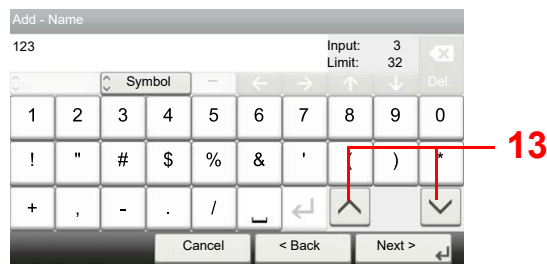 Add - Name
123
Input: 3
Limit: 32
Symbol Del.
1 2 3 4 5 6 7 8 9 0
! " # $ % & ' ( ) *
+ , - . /
13
Cancel < Back Next >